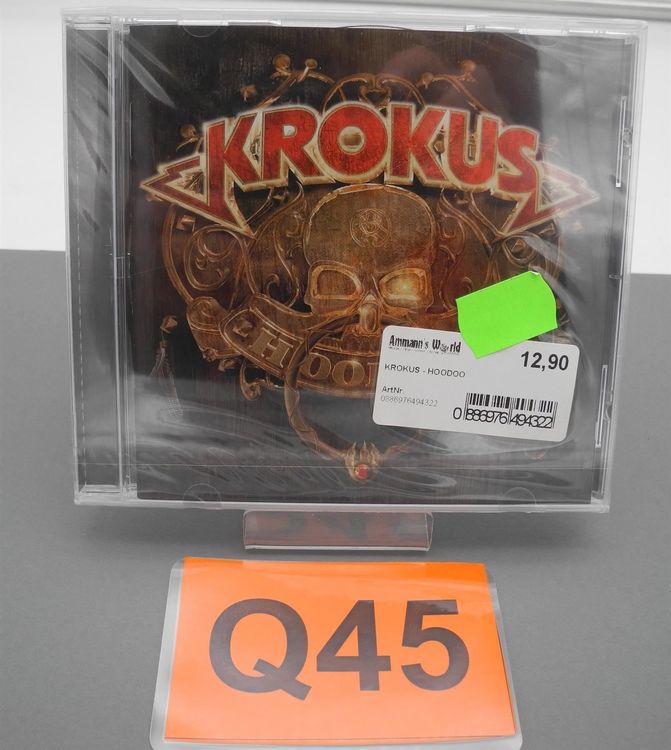 KROKUS
Ammann's World
12,90
KROKUS - HOODOO
ArtNr
0886976494322
0 886976 494322
Q45